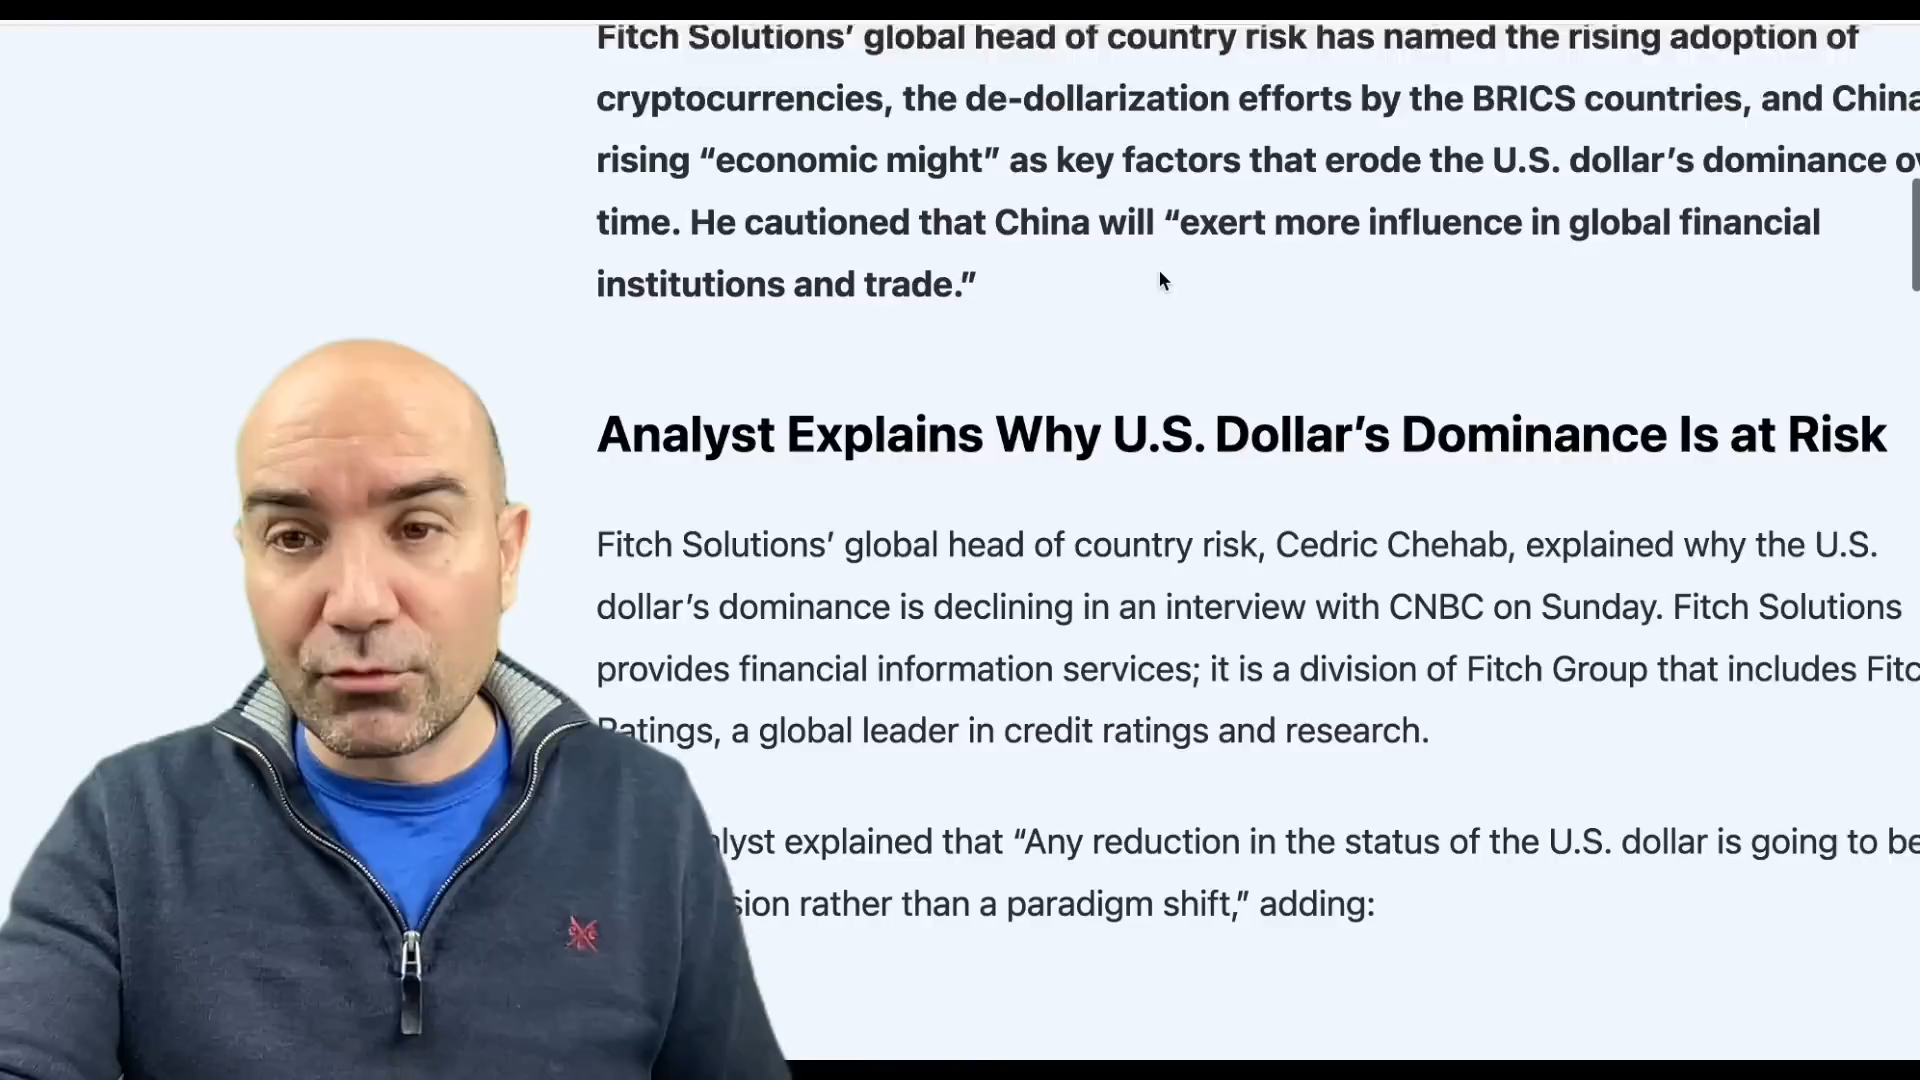 Fitch Solutions’ global head of country risk has named the rising adoption of
cryptocurrencies, the de-dollarization efforts by the BRICS countries, and China
rising “economic might” as key factors that erode the U.S. dollar’s dominance
time. He cautioned that China will “exert more influence in global financial
institutions and trade.”
Analyst Explains Why U.S. Dollar’s Dominance Is at Risk
Fitch Solutions’ global head of country risk, Cedric Chehab, explained why the U.S.
dollar’s dominance is declining in an interview with CNBC on Sunday. Fitch Solutions
provides financial information services; it is a division of Fitch Group that includes
Ratings, a global leader in credit ratings and research.
explained that “Any reduction in the status of the U.S. dollar is going to be
rather than a paradigm shift,” adding: